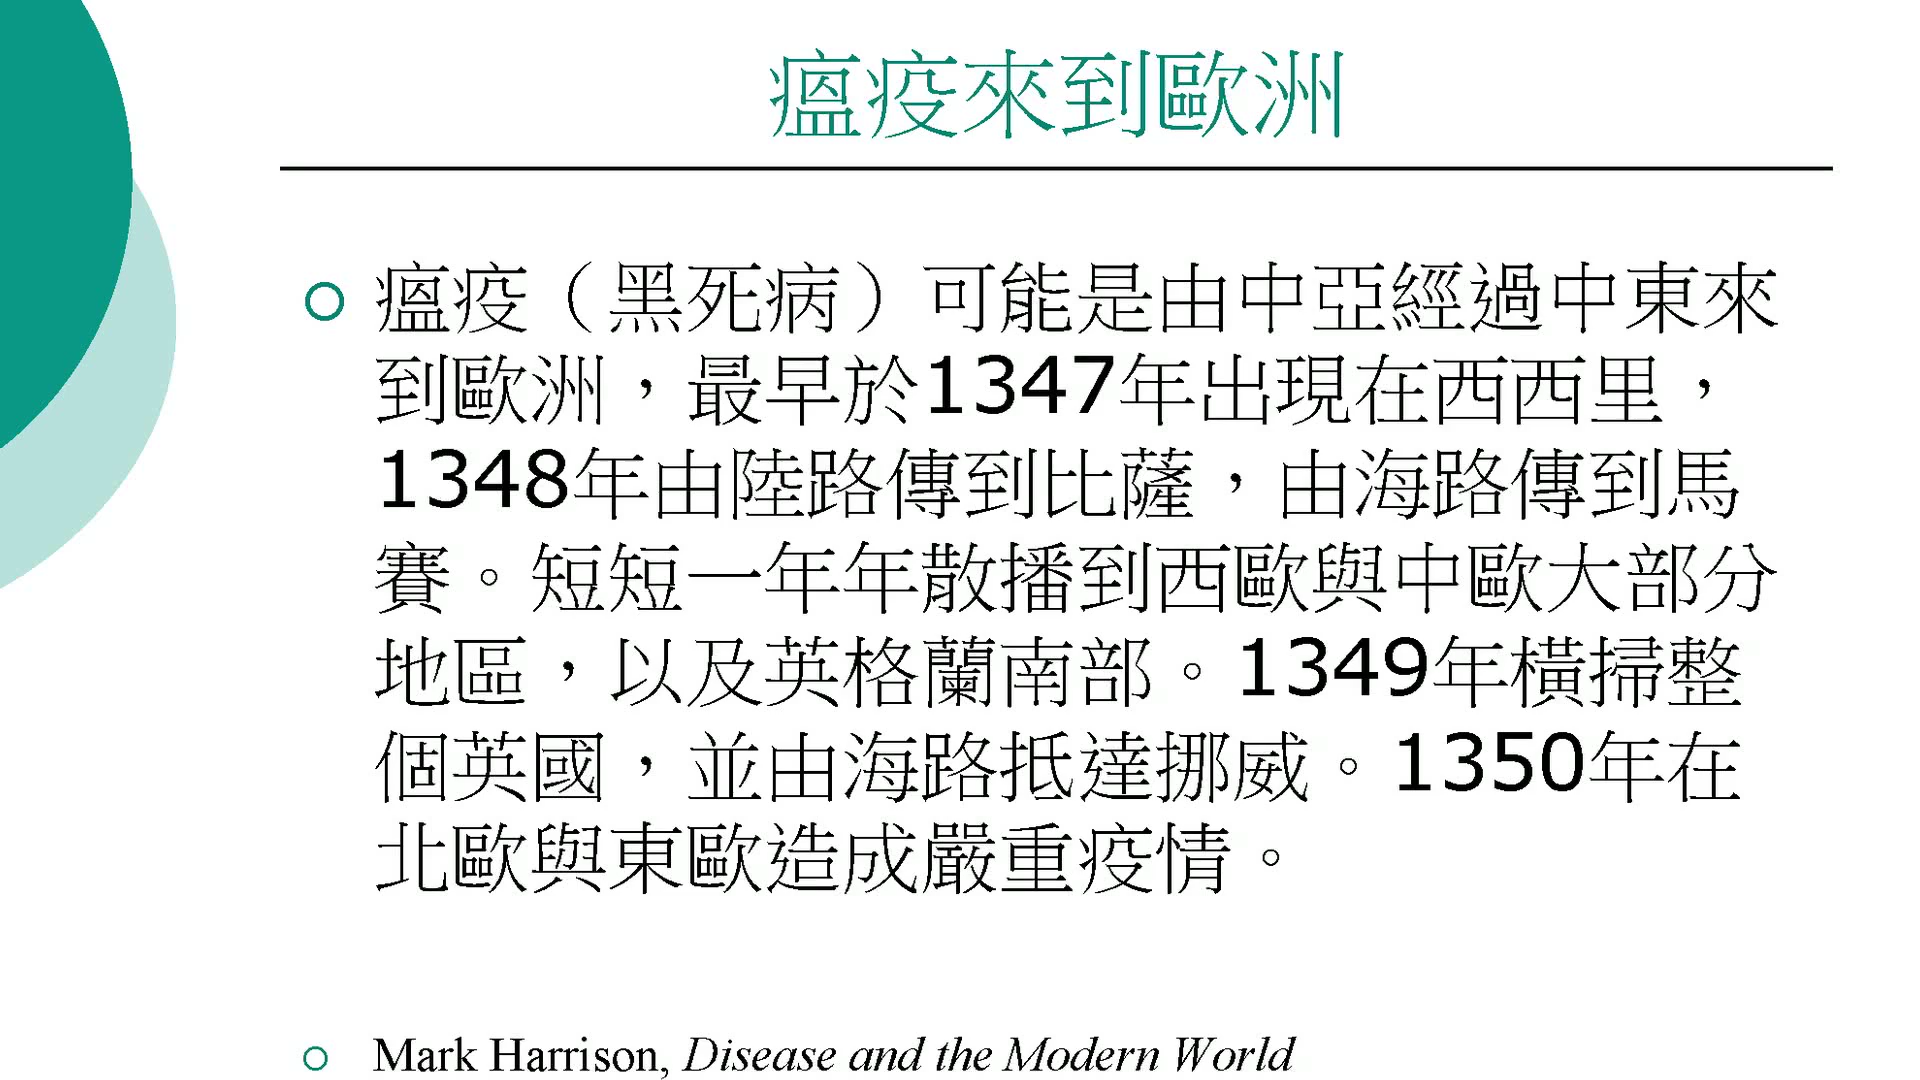 瘟疫來到歐洲
瘟疫（黑死病）可能是由中亞經過中東來
到歐洲，最早於1347年出現在西西里，
1348年由陸路傳到比薩，由海路傳到馬
賽。短短一年年散播到西歐與中歐大部分
地區，以及英格蘭南部。1349年橫掃整
個英國，並由海路抵達挪威。1350年在
北歐與東歐造成嚴重疫情。
Mark Harrison, Disease and the Modern World